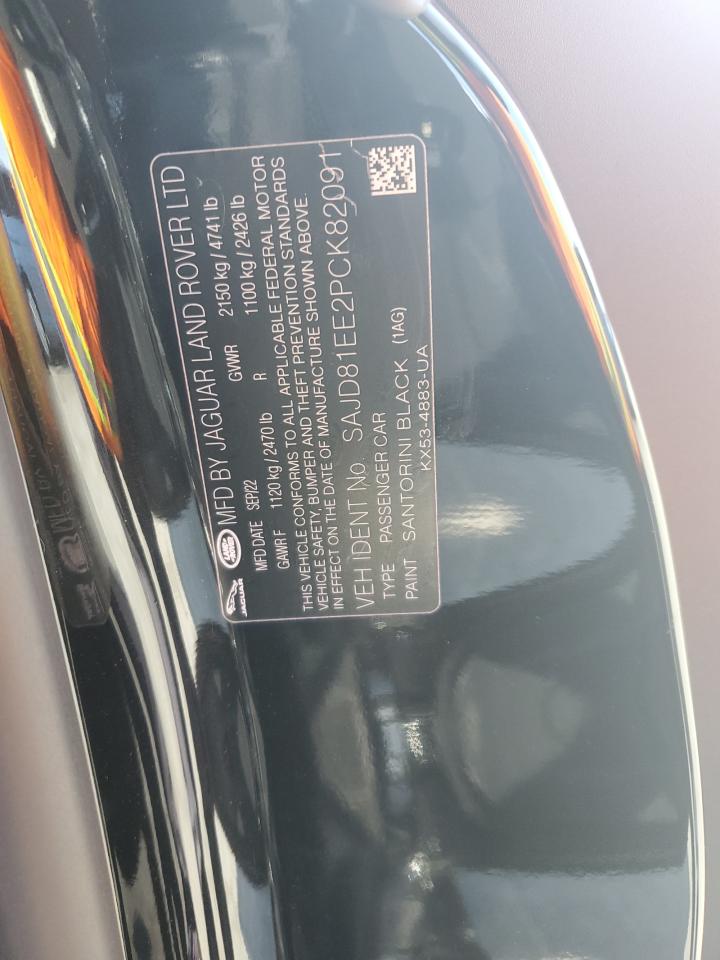 JAGUAR LAND ROVER MFD BY JAGUAR LAND ROVER LTD
MFD DATE SEP/22 GVWR 2150 kg / 4741 lb
GAWR F 1120 kg / 2470 lb R 1100 kg / 2426 lb
THIS VEHICLE CONFORMS TO ALL APPLICABLE FEDERAL MOTOR
VEHICLE SAFETY, BUMPER AND THEFT PREVENTION STANDARDS
IN EFFECT ON THE DATE OF MANUFACTURE SHOWN ABOVE.
VEH IDENT No SAJD81EE2PCK82091
TYPE PASSENGER CAR
PAINT SANTORINI BLACK (1AG)
KX53-4883-UA